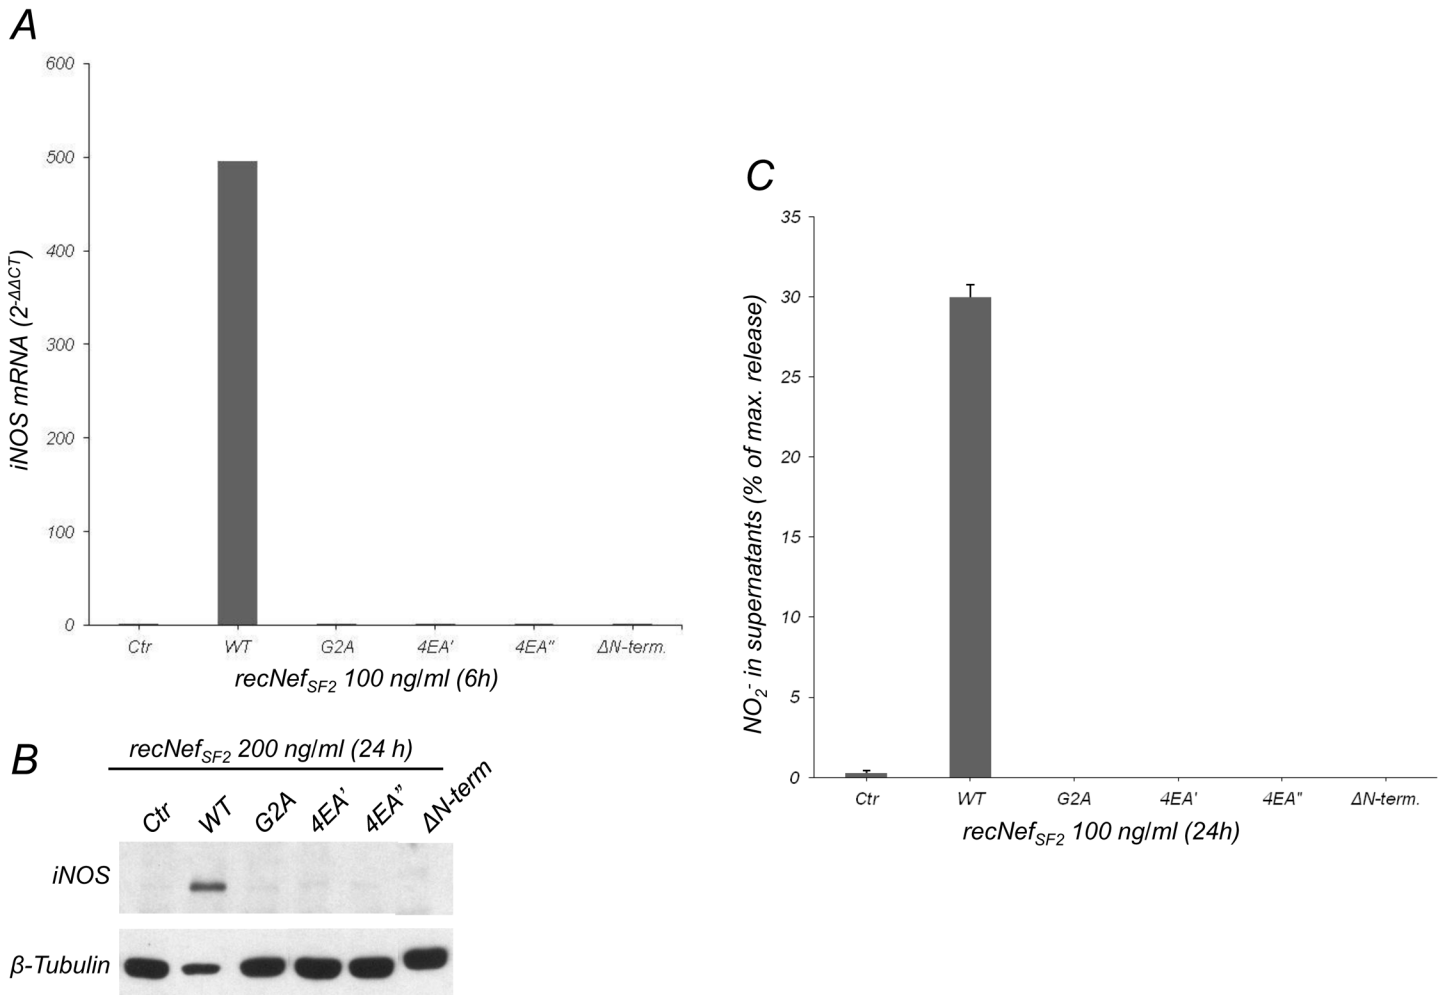 A
600
500
400
300
200
100
0
iNOS mRNA (2-ΔΔCT)
Ctr WT G2A 4EA' 4EA" ΔN-term.
recNefSF2 100 ng/ml (6h)
B
recNefSF2 200 ng/ml (24 h)
Ctr WT G2A 4EA' 4EA" ΔN-term
iNOS
β-Tubulin
C
35
30
25
20
15
10
5
0
NO2- in supernatants (% of max. release)
Ctr WT G2A 4EA' 4EA" ΔN-term.
recNefSF2 100 ng/ml (24h)